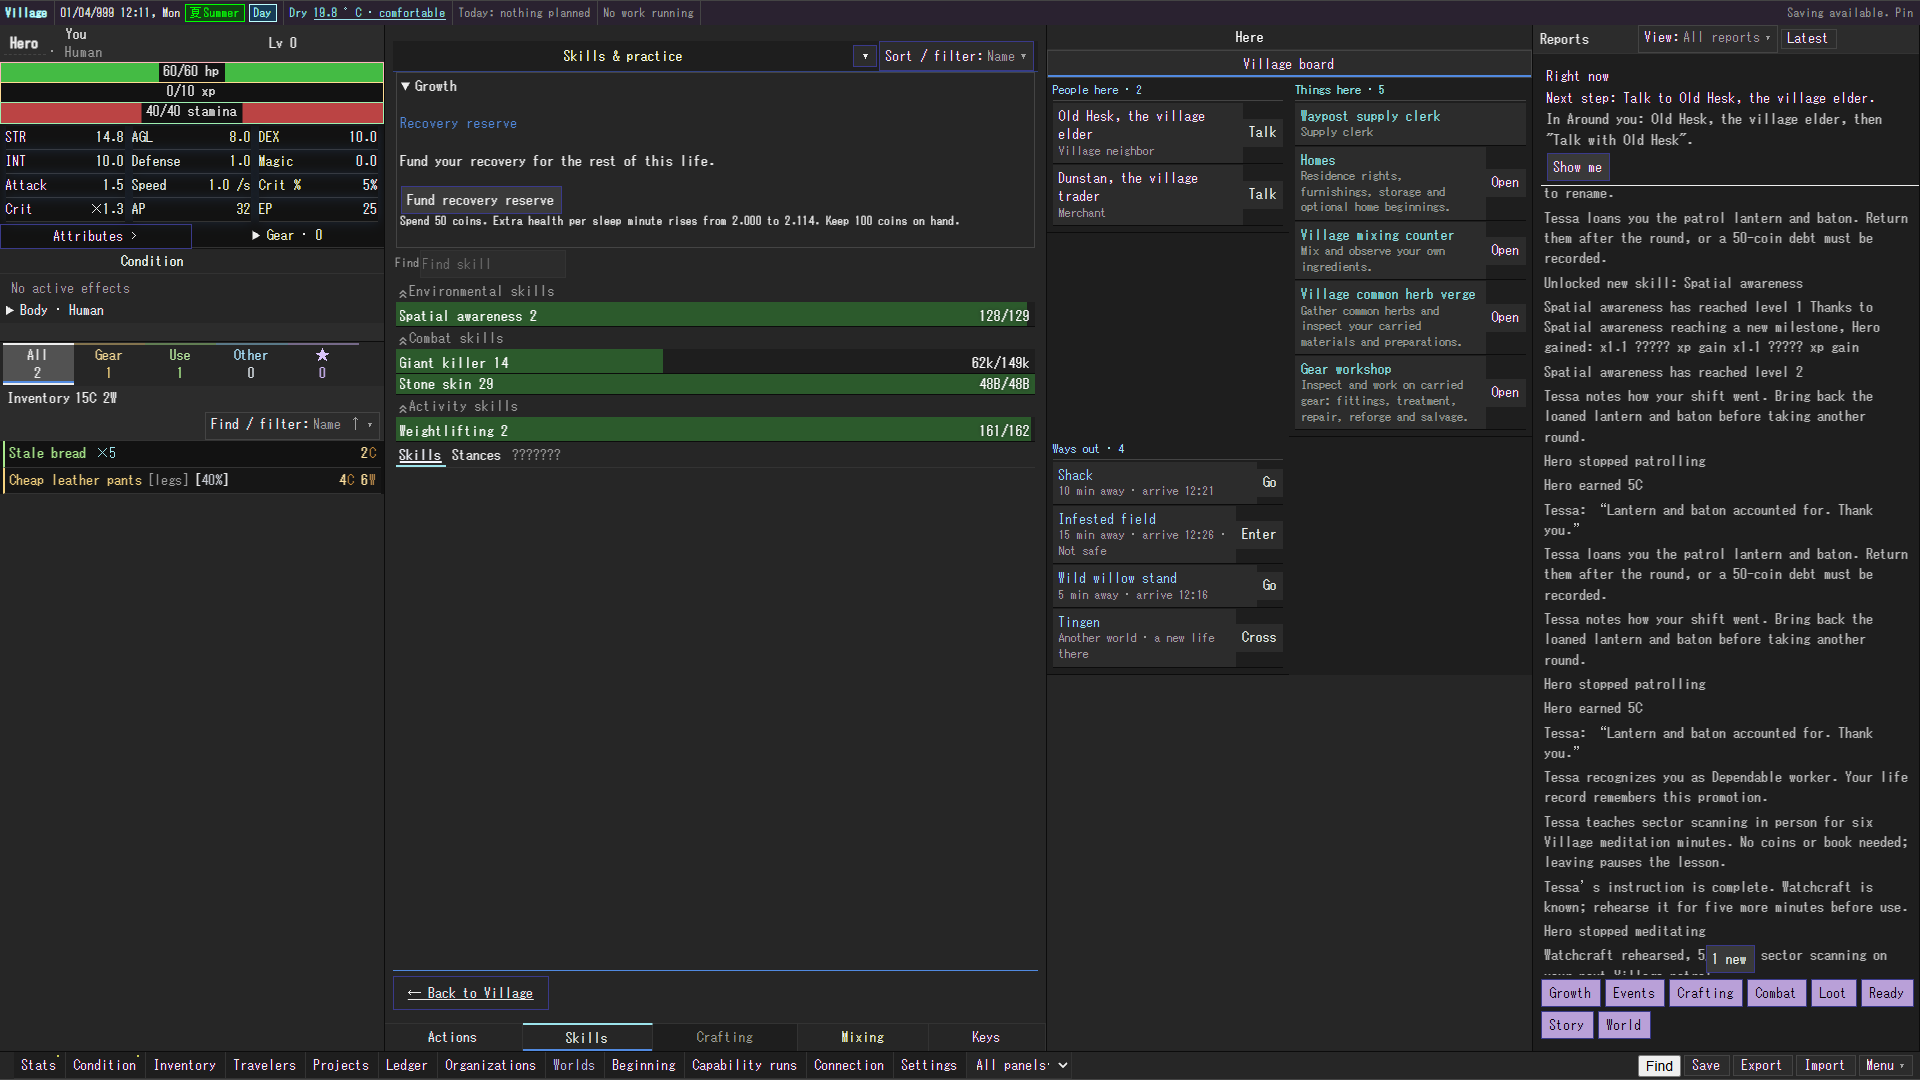 Village 01/04/999 12:11, Mon 夏Summer Day Dry 19.8 ° C · comfortable Today: nothing planned No work running Saving available. Pin
Hero · You Human Lv 0
60/60 hp
0/10 xp
40/40 stamina
STR 14.8 AGL 8.0 DEX 10.0
INT 10.0 Defense 1.0 Magic 0.0
Attack 1.5 Speed 1.0 /s Crit % 5%
Crit ×1.3 AP 32 EP 25
Attributes > ▶ Gear · 0
Condition
No active effects
▶ Body · Human
All Gear Use Other ★
2 1 1 0 0
Inventory 15C 2W
Find / filter: Name ↑ ▾
Stale bread ×5 2C
Cheap leather pants [legs] [40%] 4C 6W
Skills & practice ▾ Sort / filter: Name ▾
▼ Growth
Recovery reserve
Fund your recovery for the rest of this life.
Fund recovery reserve
Spend 50 coins. Extra health per sleep minute rises from 2.000 to 2.114. Keep 100 coins on hand.
Find Find skill
Environmental skills
Spatial awareness 2 128/129
Combat skills
Giant killer 14 62k/149k
Stone skin 29 48B/48B
Activity skills
Weightlifting 2 161/162
Skills Stances ???????
← Back to Village
Actions Skills Crafting Mixing Keys
Here
Village board
People here · 2
Old Hesk, the village elder
Village neighbor
Talk
Dunstan, the village trader
Merchant
Talk
Things here · 5
Waypost supply clerk
Supply clerk
Homes
Residence rights, furnishings, storage and optional home beginnings.
Open
Village mixing counter
Mix and observe your own ingredients.
Open
Village common herb verge
Gather common herbs and inspect your carried materials and preparations.
Open
Gear workshop
Inspect and work on carried gear: fittings, treatment, repair, reforge and salvage.
Open
Ways out · 4
Shack
10 min away · arrive 12:21
Go
Infested field
15 min away · arrive 12:26 · Not safe
Enter
Wild willow stand
5 min away · arrive 12:16
Go
Tingen
Another world · a new life there
Cross
Reports View: All reports ▾ Latest
Right now
Next step: Talk to Old Hesk, the village elder.
In Around you: Old Hesk, the village elder, then
"Talk with Old Hesk".
Show me
to rename.
Tessa loans you the patrol lantern and baton. Return
them after the round, or a 50-coin debt must be
recorded.
Unlocked new skill: Spatial awareness
Spatial awareness has reached level 1 Thanks to
Spatial awareness reaching a new milestone, Hero
gained: x1.1 ????? xp gain x1.1 ????? xp gain
Spatial awareness has reached level 2
Tessa notes how your shift went. Bring back the
loaned lantern and baton before taking another
round.
Hero stopped patrolling
Hero earned 5C
Tessa: “Lantern and baton accounted for. Thank
you.”
Tessa loans you the patrol lantern and baton. Return
them after the round, or a 50-coin debt must be
recorded.
Tessa notes how your shift went. Bring back the
loaned lantern and baton before taking another
round.
Hero stopped patrolling
Hero earned 5C
Tessa: “Lantern and baton accounted for. Thank
you.”
Tessa recognizes you as Dependable worker. Your life
record remembers this promotion.
Tessa teaches sector scanning in person for six
Village meditation minutes. No coins or book needed;
leaving pauses the lesson.
Tessa’s instruction is complete. Watchcraft is
known; rehearse it for five more minutes before use.
Hero stopped meditating
Watchcraft rehearsed, 5 sector scanning on
1 new
Growth Events Crafting Combat Loot Ready
Story World
Stats Condition Inventory Travelers Projects Ledger Organizations Worlds Beginning Capability runs Connection Settings All panels Find Save Export Import Menu